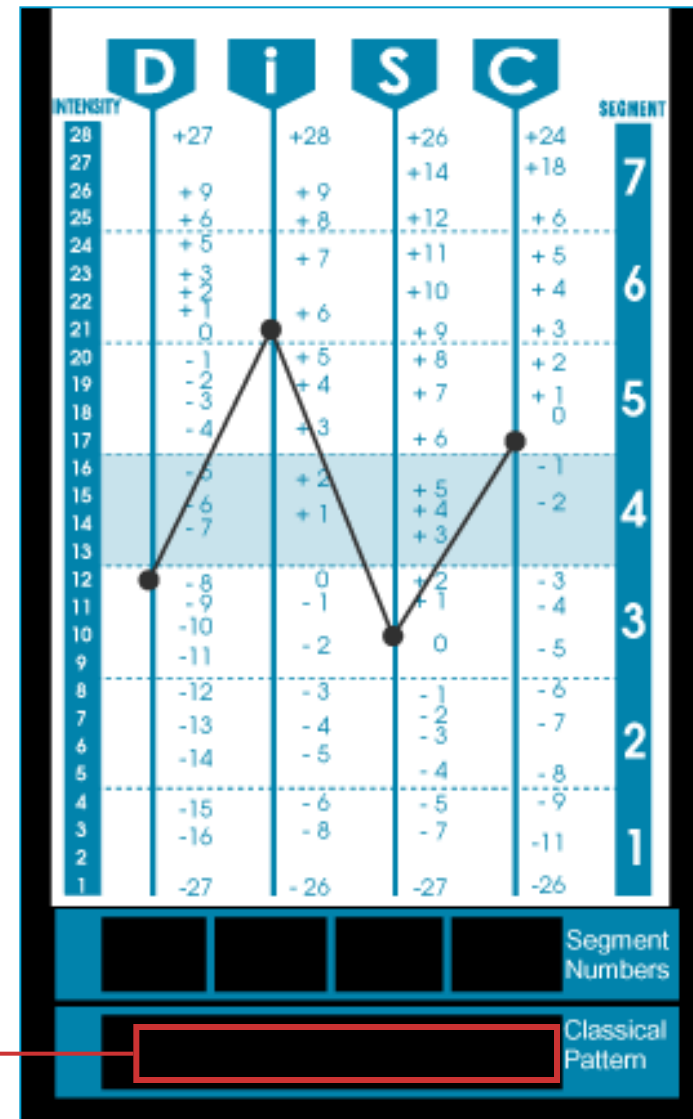 D i S C
INTENSITY SEGMENT
28 +27 +28 +26 +24
27 +14 +18 7
26 + 9 + 9
25 + 6 + 8 +12 + 6
24 + 5 + 7 +11 + 5
23 + 3 +10 + 4 6
22 + 2
+ 1 + 6
21 0 + 9 + 3
20 - 1 + 5 + 8 + 2
19 - 2 + 4 + 7 + 1 5
18 - 3 0
17 - 4 + 3 + 6
16 - 5 + 2 - 1
15 - 6 + 1 + 5 - 2 4
14 - 7 + 4
13 + 3
12 - 8 0 + 2 - 3
11 - 9 - 1 + 1 - 4
10 -10 - 2 0 - 5 3
9 -11
8 -12 - 3 - 1 - 6
7 -13 - 4 - 2 - 7
6 -14 - 5 - 3 2
5 - 4 - 8
4 -15 - 6 - 5 - 9
3 -16 - 8 - 7 -11 1
2
1 -27 - 26 -27 -26
Segment
Numbers
Classical
Pattern